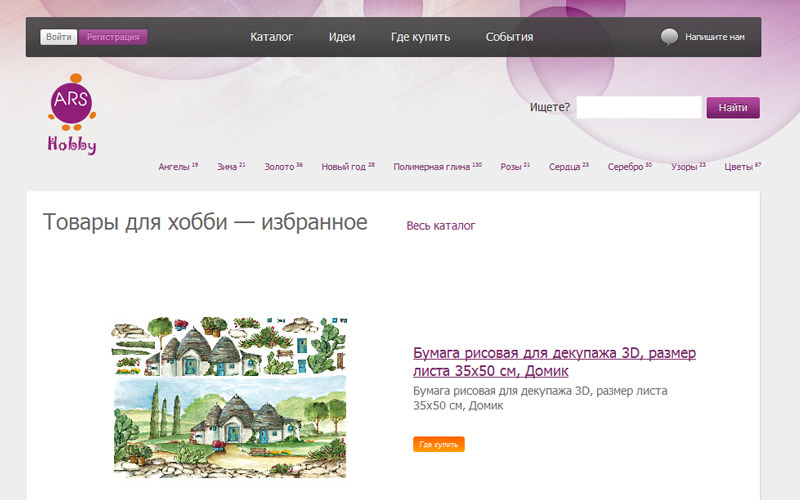 Войти Регистрация Каталог Идеи Где купить События Напишите нам
ARS
Hobby
Ищете? Найти
Ангелы 19 Зима 21 Золото 36 Новый год 28 Полимерная глина 130 Розы 21 Сердца 23 Серебро 30 Узоры 23 Цветы 67
Товары для хобби — избранное Весь каталог
Бумага рисовая для декупажа 3D, размер
листа 35x50 см, Домик
Бумага рисовая для декупажа 3D, размер листа
35x50 см, Домик
Где купить